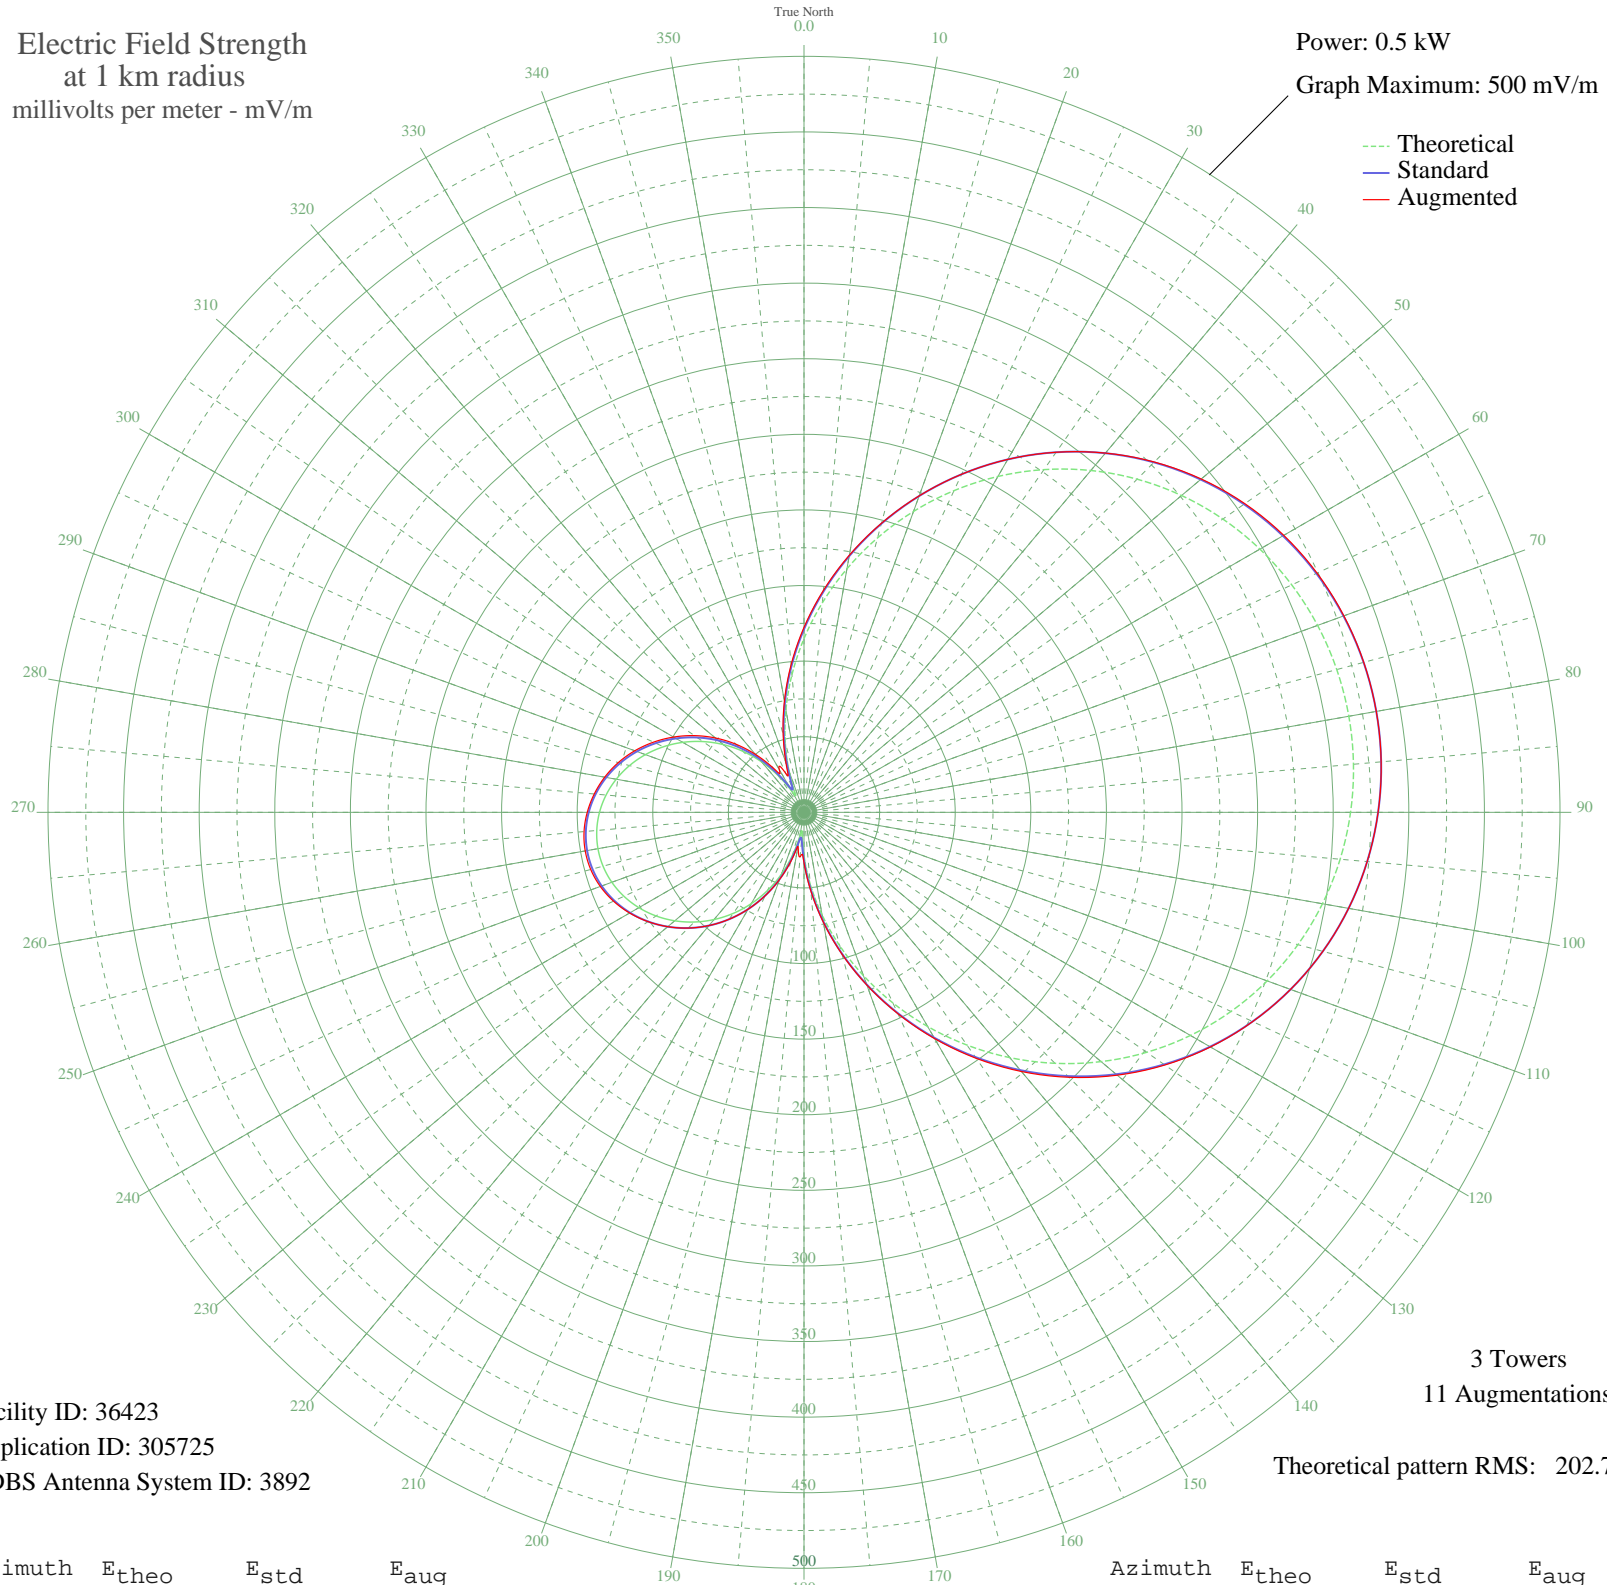 True North
0.0
Electric Field Strength
at 1 km radius
millivolts per meter - mV/m
Power: 0.5 kW
Graph Maximum: 500 mV/m
Theoretical
Standard
Augmented
10
20
30
40
50
60
70
80
90
100
110
120
130
140
150
160
170
190
200
210
220
230
240
250
260
270
280
290
300
310
320
330
340
350
100
150
200
250
300
350
400
450
500
3 Towers
11 Augmentations
Theoretical pattern RMS: 202.7
cility ID: 36423
plication ID: 305725
DBS Antenna System ID: 3892
imuth Etheo Estd Eaug
Azimuth Etheo Estd Eaug